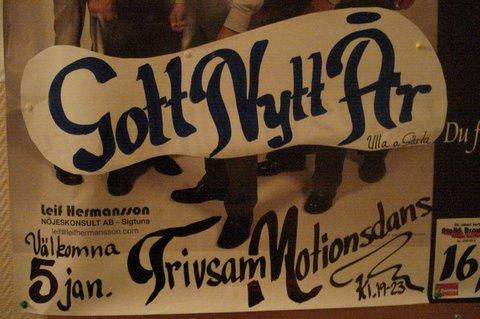 Gott Nytt År
Ulla o. Gärda
Du f
Leif Hermansson
NÖJESKONSULT AB - Sigtuna
leif@leifhermansson.com
Välkomna
5 jan.
Trivsam Motionsdans
Kl. 19-23
16